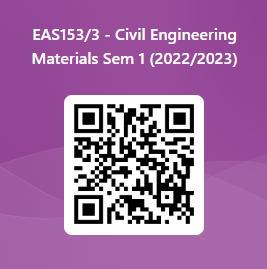 EAS153/3 - Civil Engineering
Materials Sem 1 (2022/2023)